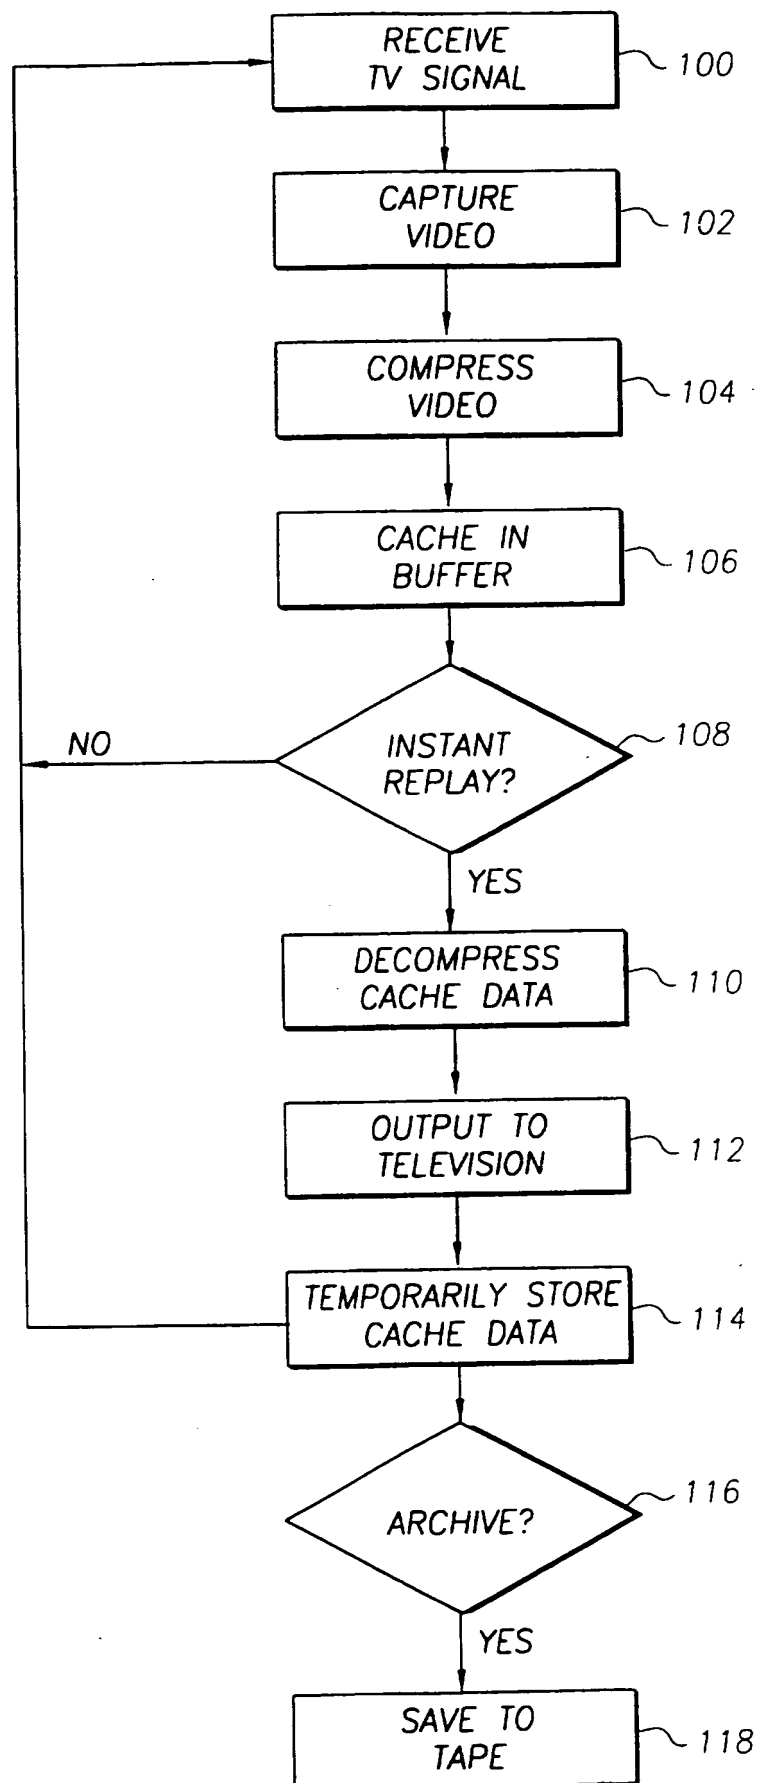 RECEIVE
TV SIGNAL
100
CAPTURE
VIDEO
102
COMPRESS
VIDEO
104
CACHE IN
BUFFER
106
INSTANT
REPLAY?
108
NO
YES
DECOMPRESS
CACHE DATA
110
OUTPUT TO
TELEVISION
112
TEMPORARILY STORE
CACHE DATA
114
ARCHIVE?
116
YES
SAVE TO
TAPE
118